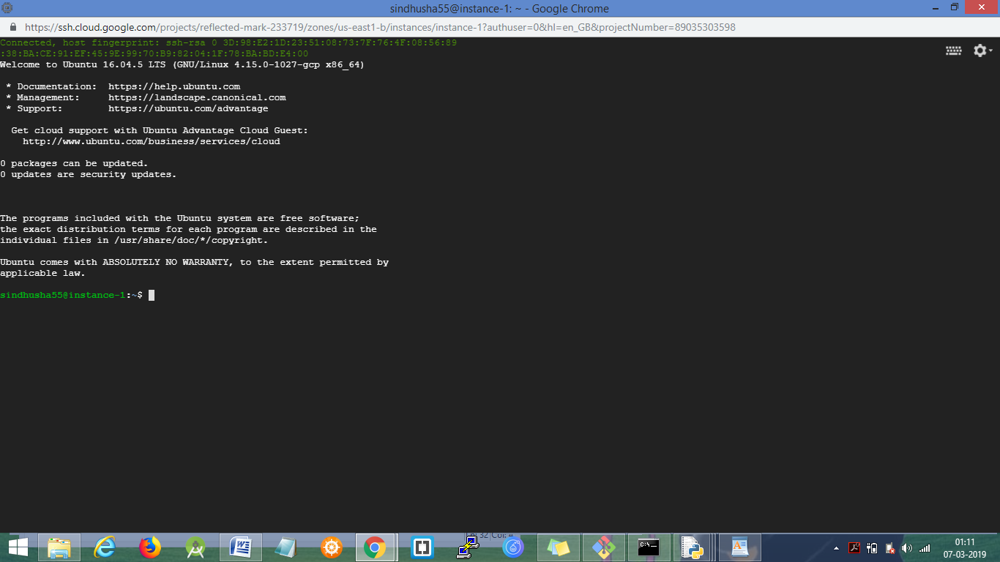 sindhusha55@instance-1: ~ - Google Chrome
https://ssh.cloud.google.com/projects/reflected-mark-233719/zones/us-east1-b/instances/instance-1?authuser=0&hl=en_GB&projectNumber=89035303598
Connected, host fingerprint: ssh-rsa 0 3D:98:E2:1D:23:51:08:73:7F:76:4F:08:56:89
:38:BA:CE:91:EF:45:9E:99:70:B9:82:04:1F:78:BA:BD:E4:00
Welcome to Ubuntu 16.04.5 LTS (GNU/Linux 4.15.0-1027-gcp x86_64)
* Documentation:  https://help.ubuntu.com
* Management:     https://landscape.canonical.com
* Support:        https://ubuntu.com/advantage
Get cloud support with Ubuntu Advantage Cloud Guest:
http://www.ubuntu.com/business/services/cloud
0 packages can be updated.
0 updates are security updates.
The programs included with the Ubuntu system are free software;
the exact distribution terms for each program are described in the
individual files in /usr/share/doc/*/copyright.
Ubuntu comes with ABSOLUTELY NO WARRANTY, to the extent permitted by
applicable law.
sindhusha55@instance-1:~$
32 Col: 4
01:11
07-03-2019